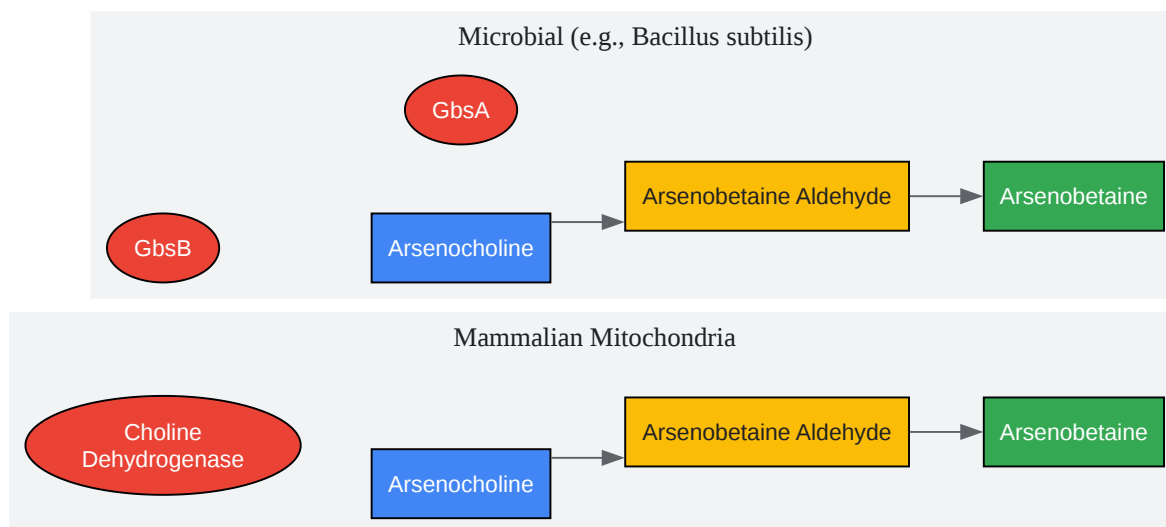 Microbial (e.g., Bacillus subtilis)
GbsA
Arsenobetaine Aldehyde
Arsenobetaine
GbsB
Arsenocholine
Mammalian Mitochondria
Choline
Dehydrogenase
Arsenobetaine Aldehyde
Arsenobetaine
Arsenocholine